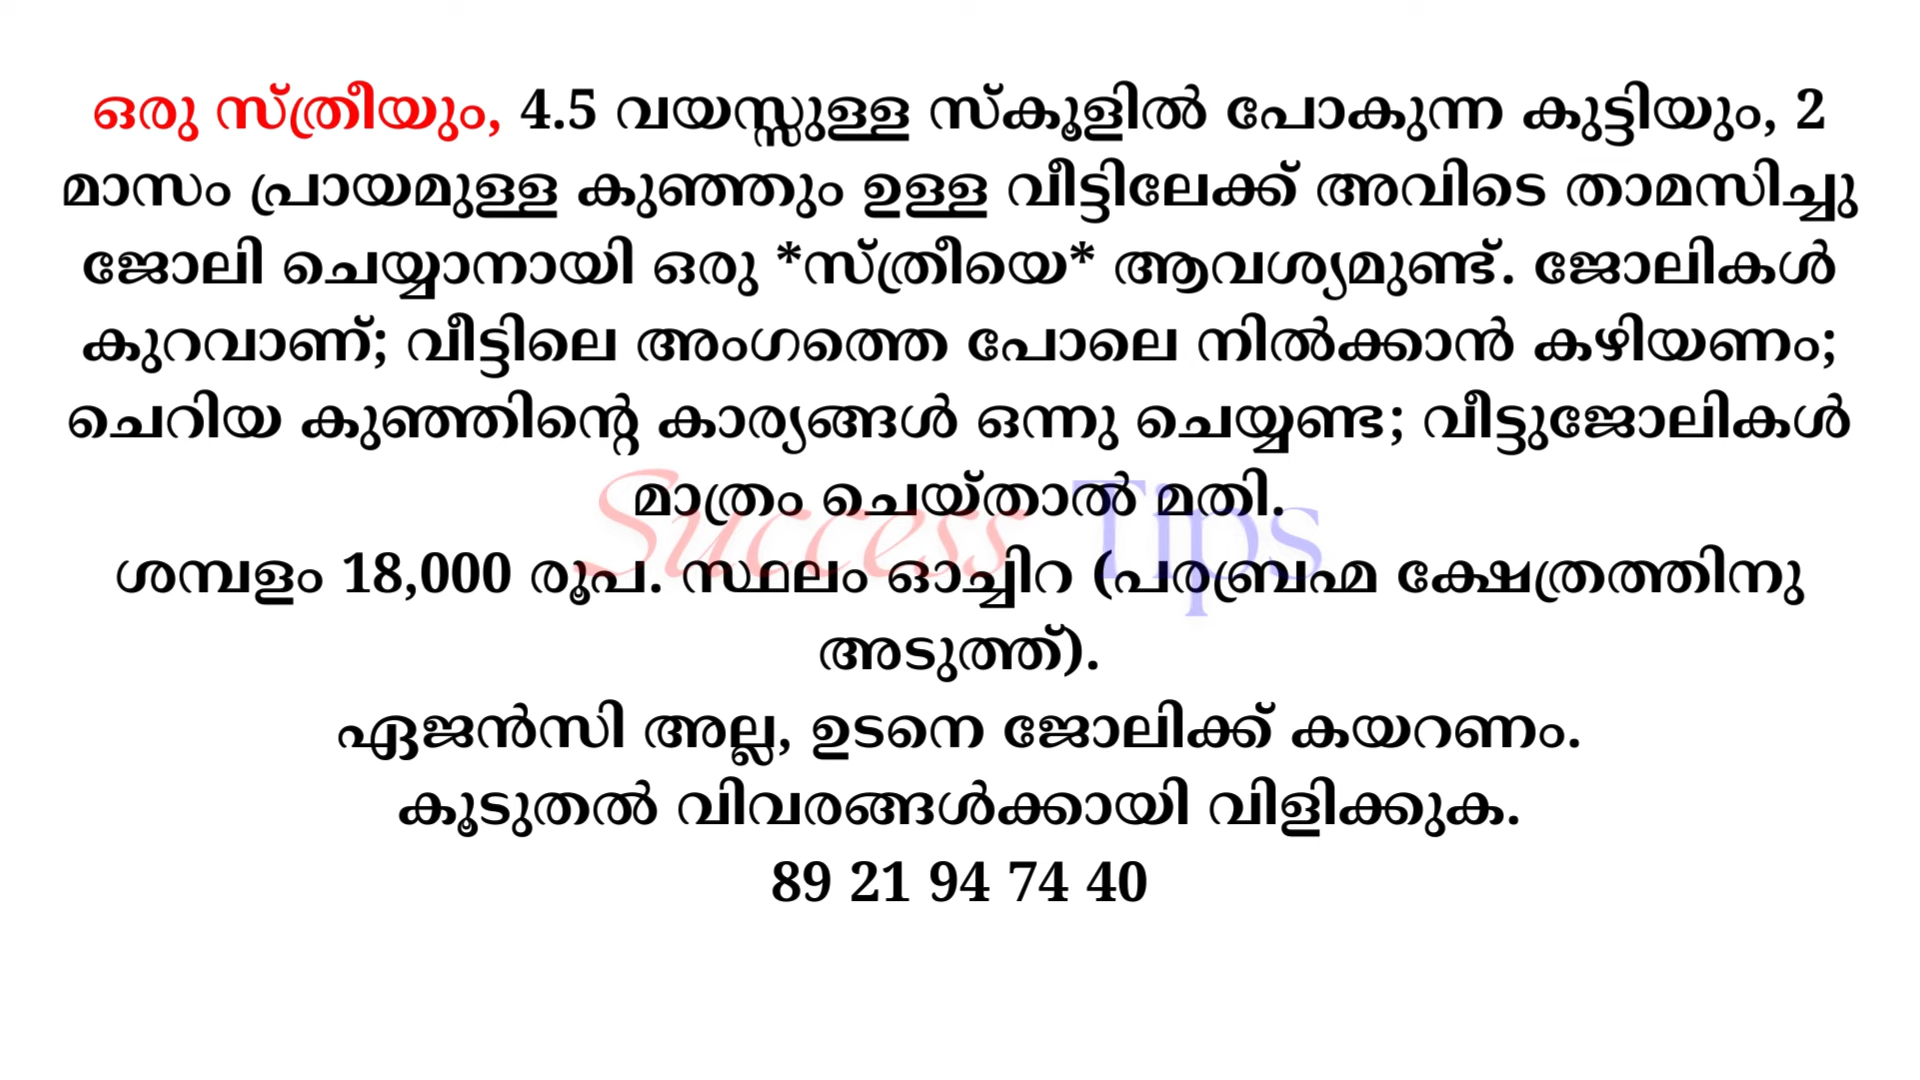 ഒരു സ്ത്രീയും, 4.5 വയസ്സുള്ള സ്കൂളിൽ പോകുന്ന കുട്ടിയും, 2
മാസം പ്രായമുള്ള കുഞ്ഞും ഉള്ള വീട്ടിലേക്ക് അവിടെ താമസിച്ചു
ജോലി ചെയ്യാനായി ഒരു *സ്ത്രീയെ* ആവശ്യമുണ്ട്. ജോലികൾ
കുറവാണ്; വീട്ടിലെ അംഗത്തെ പോലെ നിൽക്കാൻ കഴിയണം;
ചെറിയ കുഞ്ഞിന്റെ കാര്യങ്ങൾ ഒന്നു ചെയ്യണ്ട; വീട്ടുജോലികൾ
മാത്രം ചെയ്താൽ മതി.
Success Tips
ശമ്പളം 18,000 രൂപ. സ്ഥലം ഓച്ചിറ (പരബ്രഹ്മ ക്ഷേത്രത്തിനു
അടുത്ത്).
ഏജൻസി അല്ല, ഉടനെ ജോലിക്ക് കയറണം.
കൂടുതൽ വിവരങ്ങൾക്കായി വിളിക്കുക.
89 21 94 74 40